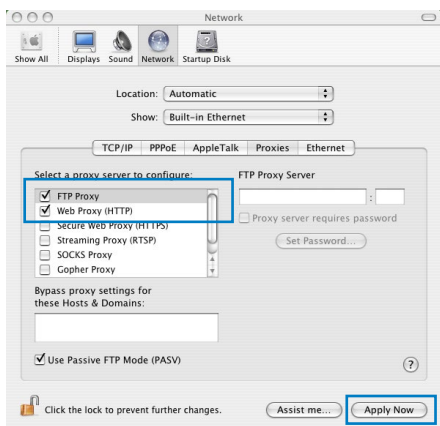 Network
Show All Displays Sound Network Startup Disk
Location: Automatic
Show: Built-in Ethernet
TCP/IP PPPoE AppleTalk Proxies Ethernet
Select a proxy server to configure: FTP Proxy Server
FTP Proxy :
Web Proxy (HTTP) Proxy server requires password
Secure Web Proxy (HTTPS)
Streaming Proxy (RTSP) Set Password...
SOCKS Proxy
Gopher Proxy
Bypass proxy settings for
these Hosts & Domains:
Use Passive FTP Mode (PASV) ?
Click the lock to prevent further changes. Assist me... Apply Now